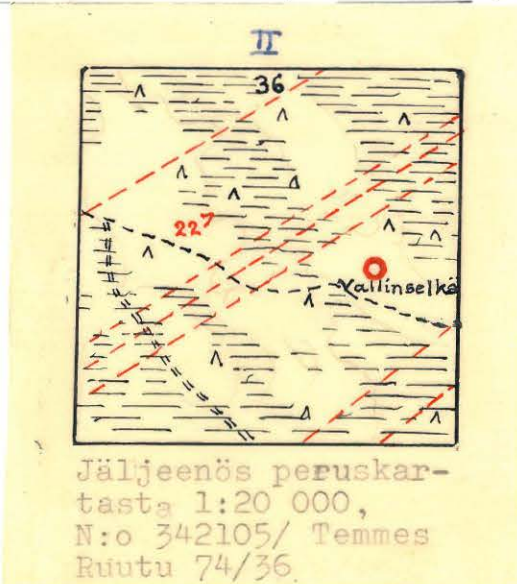 II
36
227
Vallinselkä
Jäljeenös peruskar-
tasta 1:20 000,
N:o 342105/ Temmes
Ruutu 74/36